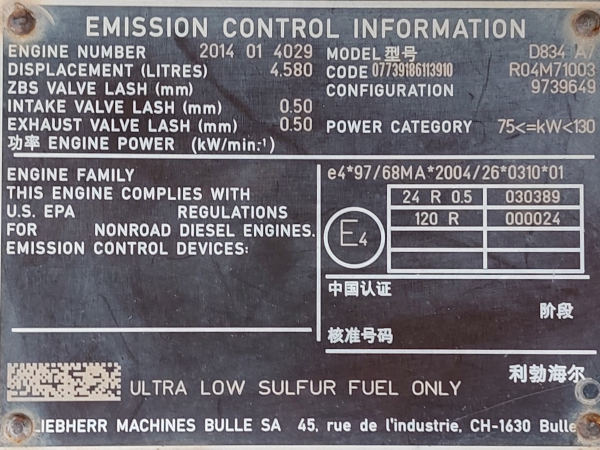 EMISSION CONTROL INFORMATION
ENGINE NUMBER 2014 01 4029 MODEL 型号 D834 A7
DISPLACEMENT (LITRES) 4.580 CODE 07739186113910 R04M71003
ZBS VALVE LASH (mm) CONFIGURATION 9739649
INTAKE VALVE LASH (mm) 0.50
EXHAUST VALVE LASH (mm) 0.50 POWER CATEGORY 75<=kW<130
功率 ENGINE POWER (kW/min.-¹)
ENGINE FAMILY
THIS ENGINE COMPLIES WITH
U.S. EPA REGULATIONS
FOR NONROAD DIESEL ENGINES.
EMISSION CONTROL DEVICES:
e4*97/68MA*2004/26*0310*01
24 R 0.5 030389
120 R 000024
E4
中国认证
阶段
核准号码
利勃海尔
ULTRA LOW SULFUR FUEL ONLY
LIEBHERR MACHINES BULLE SA 45, rue de l'industrie, CH-1630 Bulle